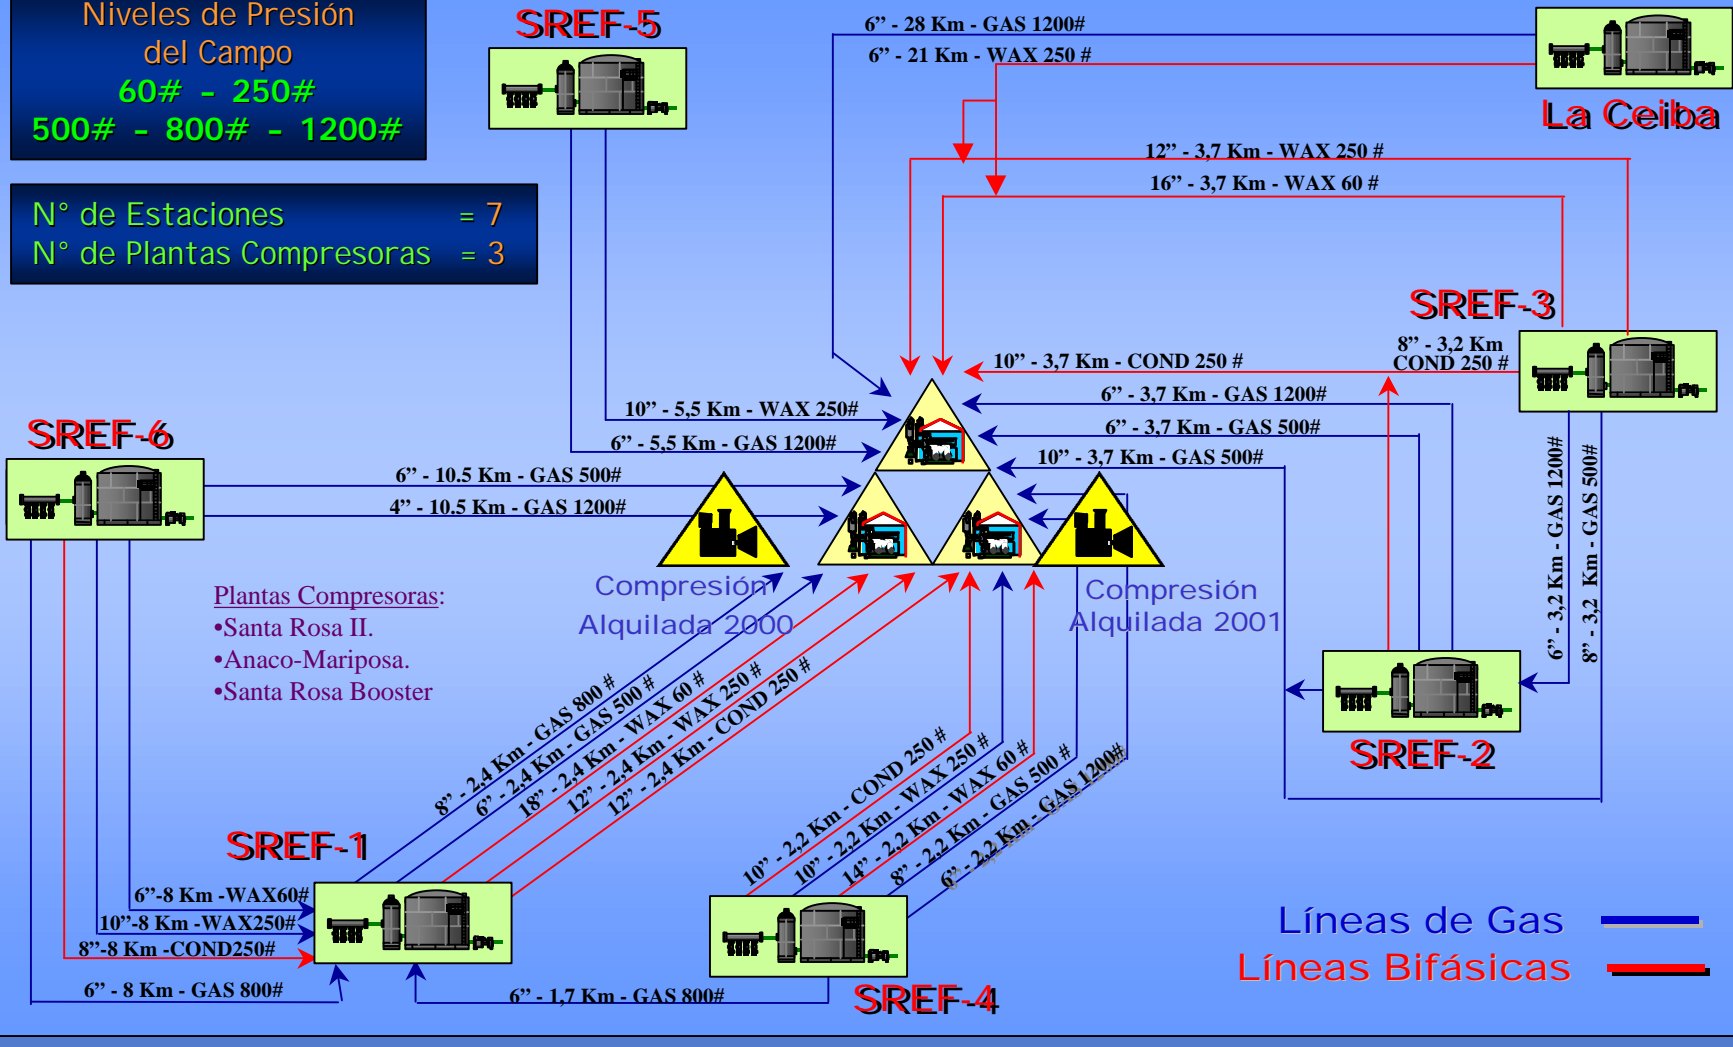 Niveles de Presión
del Campo
60# - 250#
500# - 800# - 1200#
N° de Estaciones = 7
N° de Plantas Compresoras = 3
SREF-5
6” - 28 Km - GAS 1200#
6” - 21 Km - WAX 250 #
La Ceiba
12” - 3,7 Km - WAX 250 #
16” - 3,7 Km - WAX 60 #
SREF-3
8” - 3,2 Km
COND 250 #
10” - 3,7 Km - COND 250 #
6” - 3,7 Km - GAS 1200#
6” - 3,7 Km - GAS 500#
10” - 3,7 Km - GAS 500#
10” - 5,5 Km - WAX 250#
6” - 5,5 Km - GAS 1200#
SREF-6
6” - 10.5 Km - GAS 500#
4” - 10.5 Km - GAS 1200#
6” - 3,2 Km - GAS 1200#
8” - 3,2 Km - GAS 500#
Compresión
Alquilada 2000
Compresión
Alquilada 2001
Plantas Compresoras:
•Santa Rosa II.
•Anaco-Mariposa.
•Santa Rosa Booster
SREF-2
8” - 2,4 Km - GAS 800 #
6” - 2,4 Km - GAS 500 #
18” - 2,4 Km - WAX 60 #
12” - 2,4 Km - WAX 250 #
12” - 2,4 Km - COND 250 #
10” - 2,2 Km - COND 250 #
10” - 2,2 Km - WAX 250 #
14” - 2,2 Km - WAX 60 #
8” - 2,2 Km - GAS 500 #
6” - 2,2 Km - GAS 1200#
SREF-1
6”-8 Km -WAX60#
10”-8 Km -WAX250#
8”-8 Km -COND250#
6” - 8 Km - GAS 800#
6” - 1,7 Km - GAS 800#
SREF-4
Líneas de Gas
Líneas Bifásicas